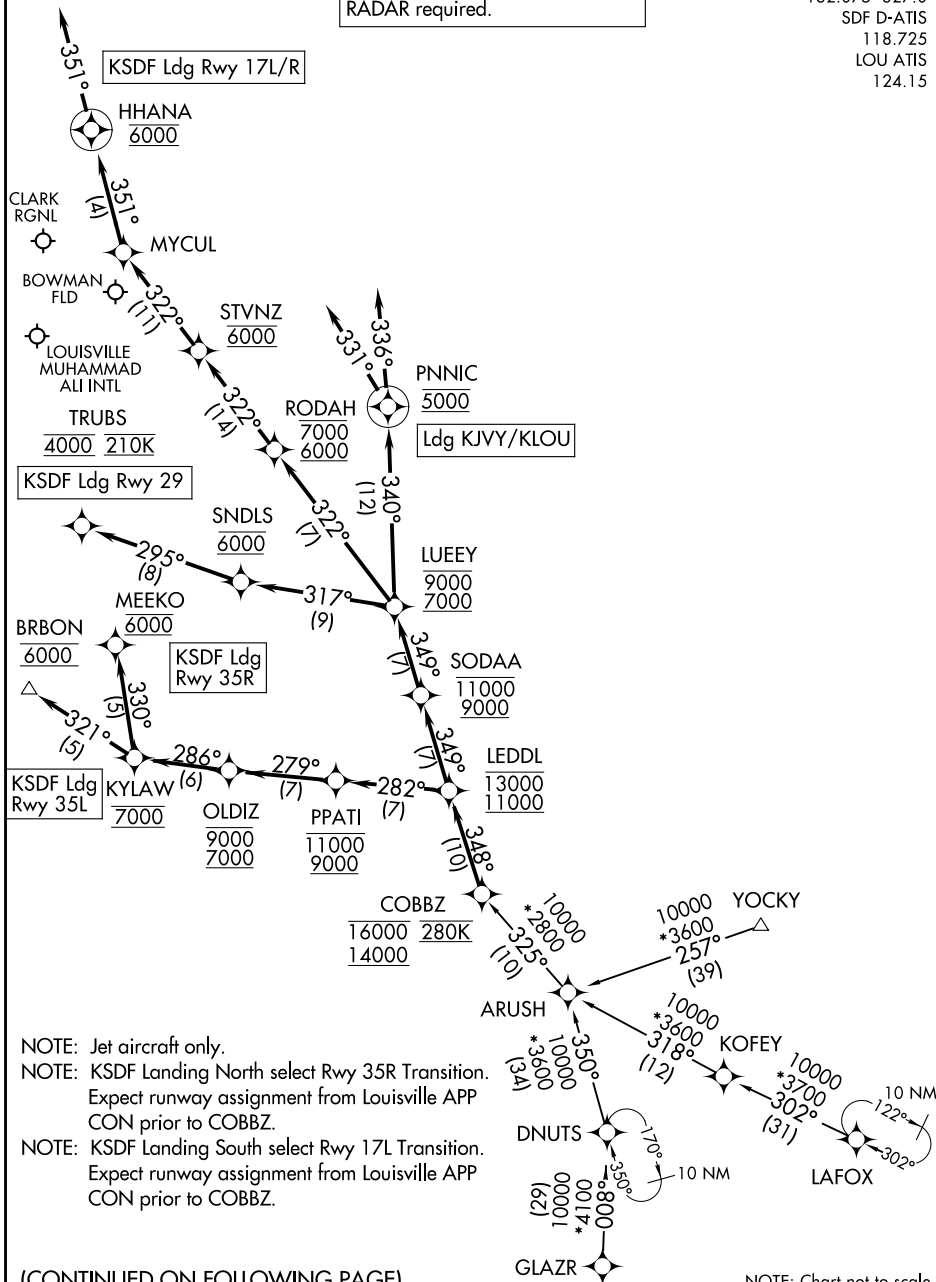 RADAR required.
132.075 327.0
SDF D-ATIS
118.725
LOU ATIS
124.15
351°
KSDF Ldg Rwy 17L/R
HHANA
6000
351°
(4)
CLARK
RGNL
MYCUL
BOWMAN
FLD
322°
(11)
STVNZ
6000
LOUISVILLE
MUHAMMAD
ALI INTL
331°
336°
PNNIC
5000
322°
(14)
RODAH
7000
6000
Ldg KJVY/KLOU
TRUBS
4000 210K
KSDF Ldg Rwy 29
340°
(12)
322°
(7)
SNDLS
6000
295°
(8)
LUEEY
9000
7000
317°
(9)
MEEKO
6000
BRBON
6000
KSDF Ldg
Rwy 35R
349°
(7)
SODAA
11000
9000
330°
(5)
321°
(5)
349°
(7)
LEDDL
13000
11000
KSDF Ldg
Rwy 35L
KYLAW
7000
286°
(6)
279°
(7)
282°
(7)
OLDIZ
9000
7000
PPATI
11000
9000
348°
(10)
COBBZ
16000 280K
14000
10000
*2800
325°
(10)
YOCKY
10000
*3600
257°
(39)
ARUSH
10000
*3600
318°
(12)
KOFEY
10000
*3700
302°
(31)
10 NM
122°
302°
LAFOX
350°
10000
*3600
(34)
DNUTS
170°
350°
10 NM
008°
*4100
10000
(29)
GLAZR
NOTE: Jet aircraft only.
NOTE: KSDF Landing North select Rwy 35R Transition.
Expect runway assignment from Louisville APP
CON prior to COBBZ.
NOTE: KSDF Landing South select Rwy 17L Transition.
Expect runway assignment from Louisville APP
CON prior to COBBZ.
(CONTINUED ON FOLLOWING PAGE)
NOTE: Chart not to scale